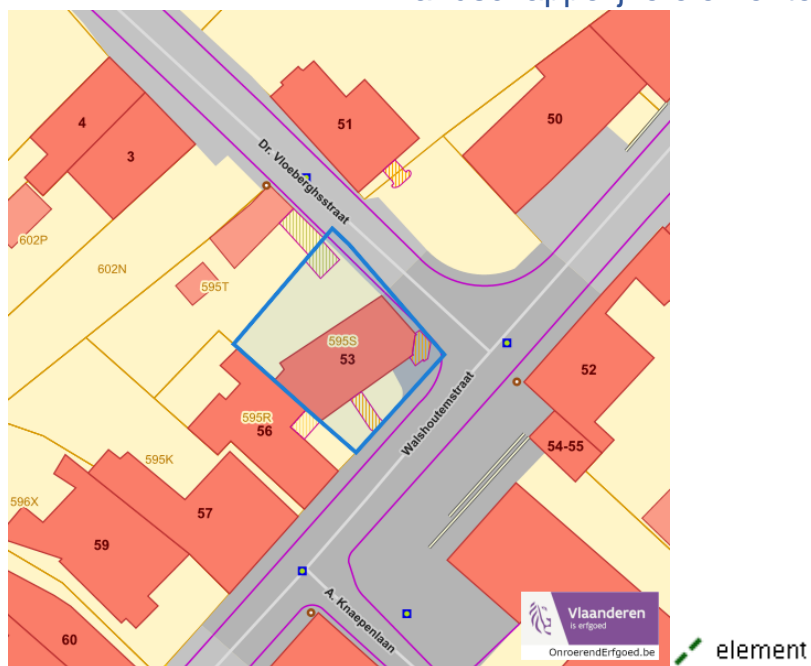 4
3
51
50
Dr. Vloeberghsstraat
602P
602N
595T
595S
53
52
Walshoutemstraat
595R
56
54-55
595K
57
596X
59
A. Knaepenlaan
60
Vlaanderen
is erfgoed
OnroerendErfgoed.be
element